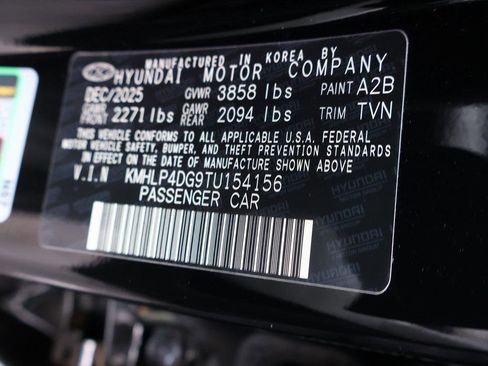 MANUFACTURED IN KOREA BY
HYUNDAI MOTOR COMPANY
DEC/2025 GVWR 3858 lbs PAINT A2B
GAWR FRONT 2271 lbs GAWR REAR 2094 lbs TRIM TVN
THIS VEHICLE CONFORMS TO ALL APPLICABLE U.S.A. FEDERAL
MOTOR VEHICLE SAFETY, BUMPER, AND THEFT PREVENTION STANDARDS
IN EFFECT ON THE DATE OF MANUFACTURE SHOWN ABOVE
V.I.N KMHLP4DG9TU154156
PASSENGER CAR